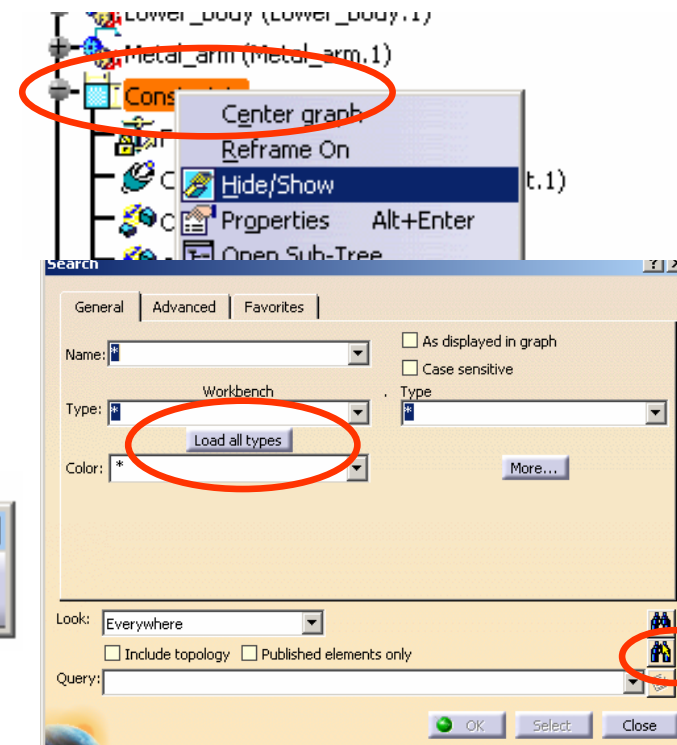 Lower_body (Lower_body.1)
Metal_arm (Metal_arm.1)
Cons
Center graph
Reframe On
Hide/Show
t.1)
Properties Alt+Enter
Open Sub-Tree
Search
General Advanced Favorites
Name: *
As displayed in graph
Case sensitive
Workbench . Type
Type: * *
Load all types
Color: *
More...
Look: Everywhere
Include topology Published elements only
Query:
OK Select Close